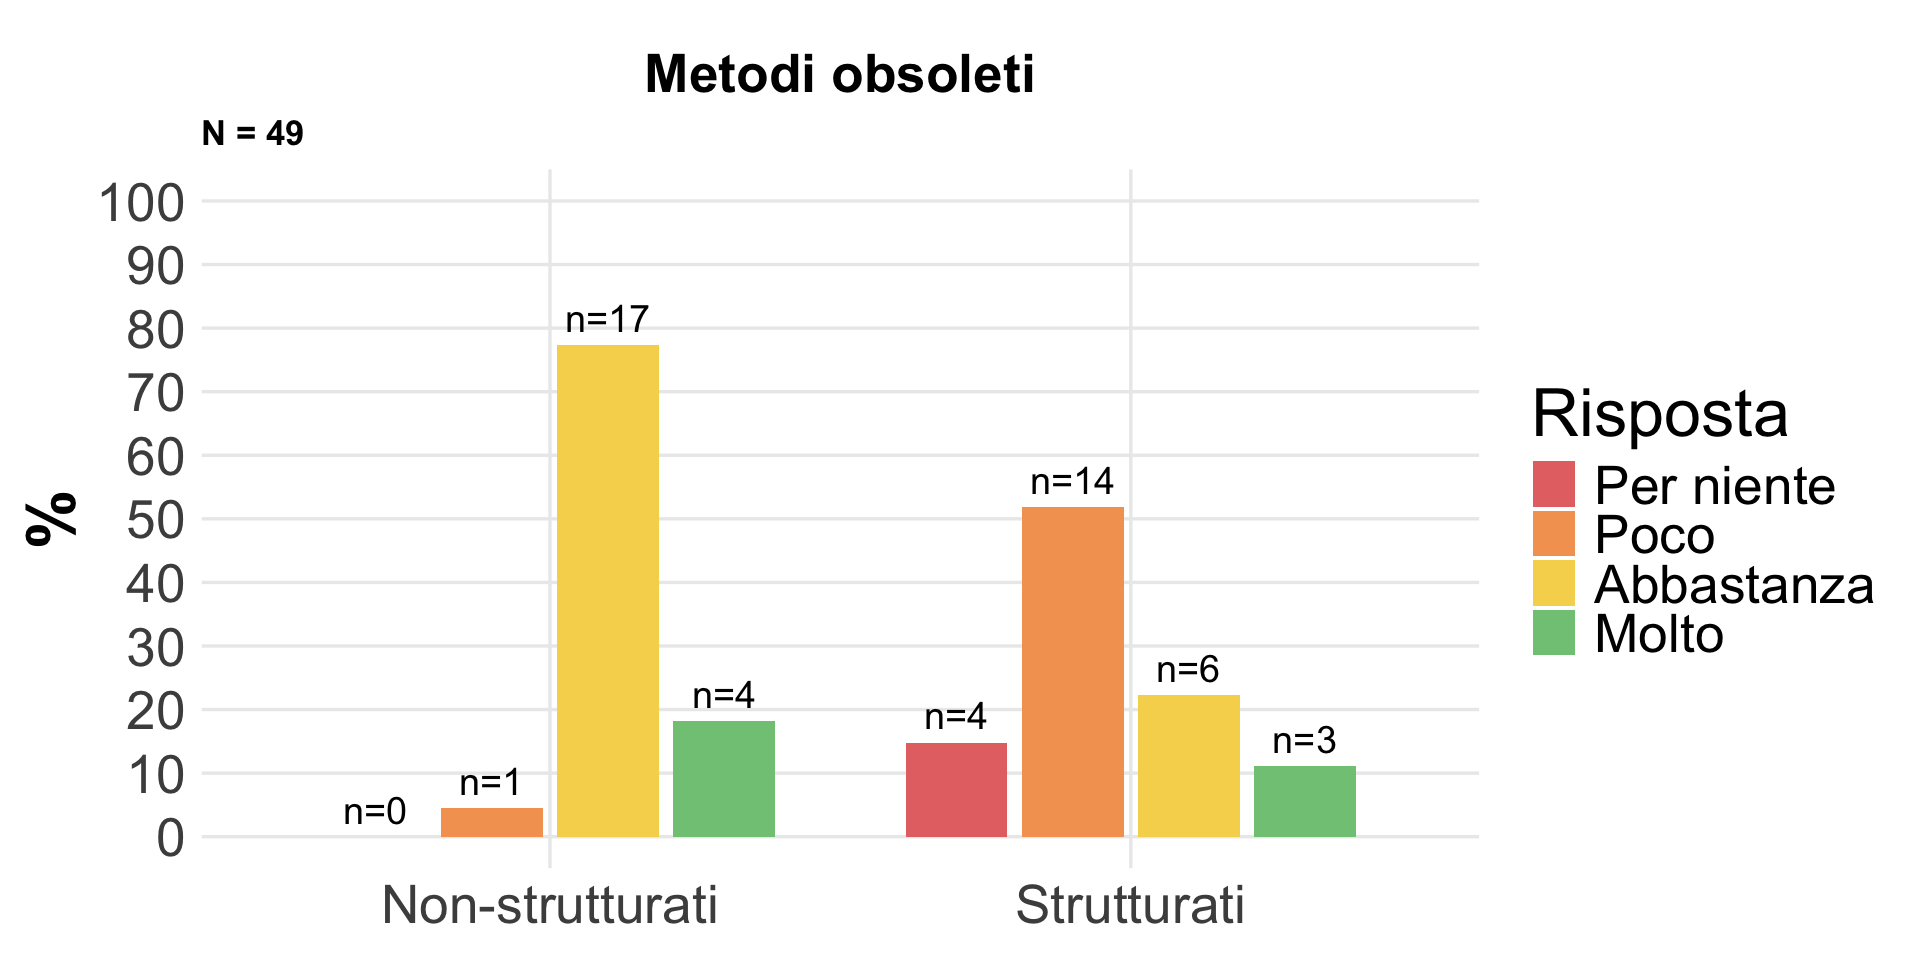 Metodi obsoleti
N = 49
100
90
80
70
60
50
40
30
20
10
0
%
n=0
n=1
n=17
n=4
n=4
n=14
n=6
n=3
Non-strutturati
Strutturati
Risposta
Per niente
Poco
Abbastanza
Molto